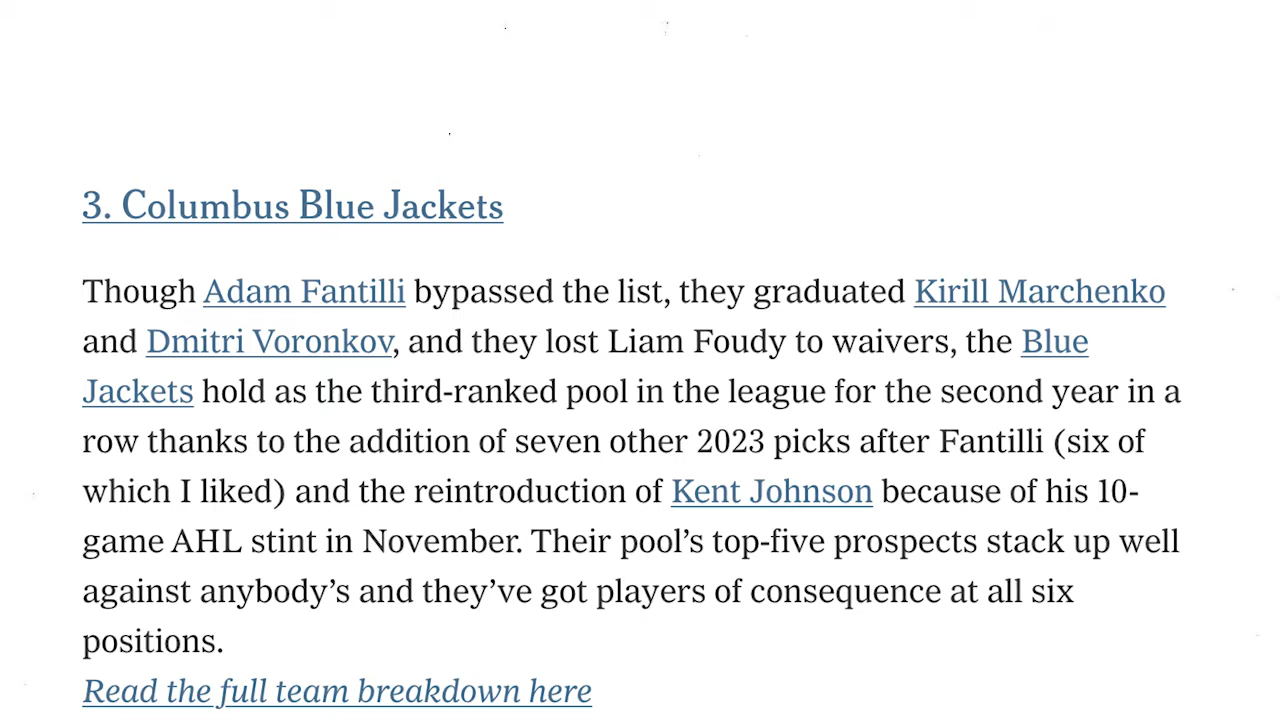 3. Columbus Blue Jackets
Though Adam Fantilli bypassed the list, they graduated Kirill Marchenko
and Dmitri Voronkov, and they lost Liam Foudy to waivers, the Blue
Jackets hold as the third-ranked pool in the league for the second year in a
row thanks to the addition of seven other 2023 picks after Fantilli (six of
which I liked) and the reintroduction of Kent Johnson because of his 10-
game AHL stint in November. Their pool’s top-five prospects stack up well
against anybody’s and they’ve got players of consequence at all six
positions.
Read the full team breakdown here